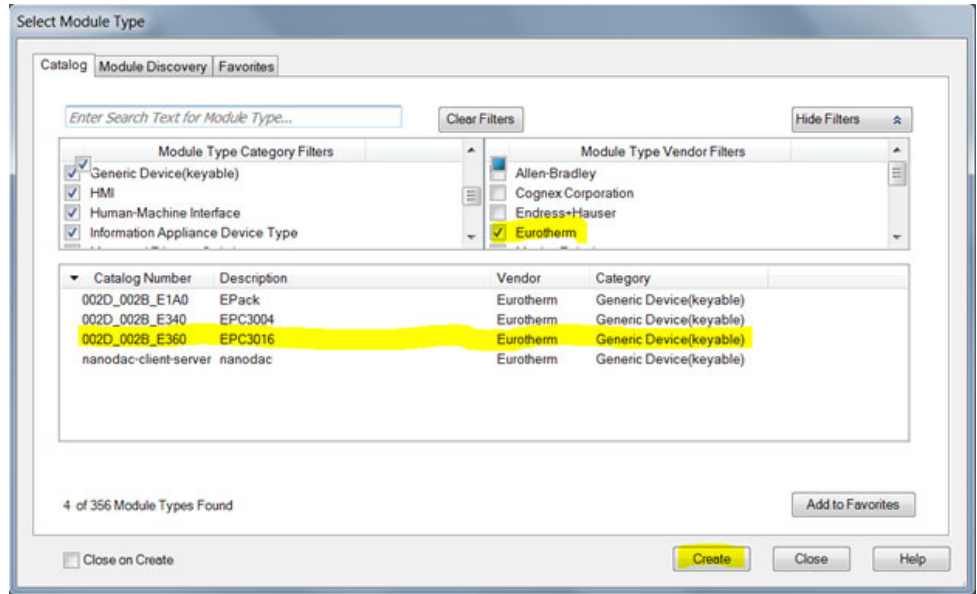 Select Module Type
Catalog Module Discovery Favorites
Enter Search Text for Module Type...
Clear Filters
Hide Filters
Module Type Category Filters
Module Type Vendor Filters
Generic Device(keyable)
HMI
Human-Machine Interface
Information Appliance Device Type
Allen-Bradley
Cognex Corporation
Endress+Hauser
Eurotherm
Catalog Number Description Vendor Category
002D_002B_E1A0 EPack Eurotherm Generic Device(keyable)
002D_002B_E340 EPC3004 Eurotherm Generic Device(keyable)
002D_002B_E360 EPC3016 Eurotherm Generic Device(keyable)
nanodac-client-server nanodac Eurotherm Generic Device(keyable)
4 of 356 Module Types Found
Add to Favorites
Close on Create
Create
Close
Help